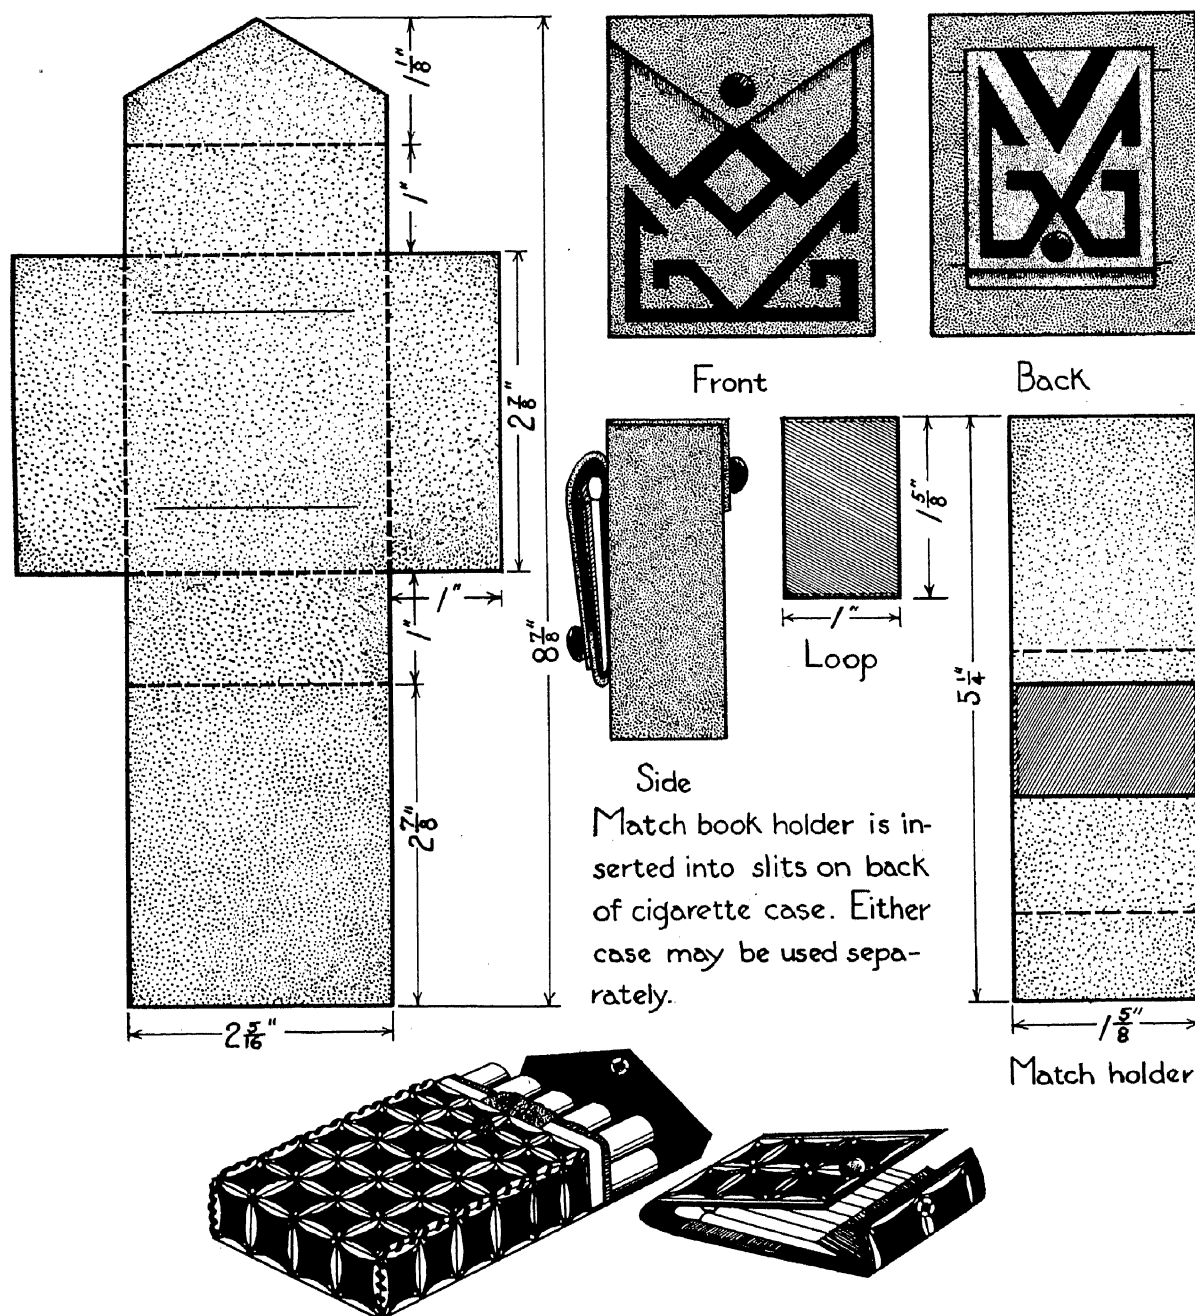 1 1/8"
1"
2 7/8"
1"
1"
8 7/8"
2 7/8"
2 5/16"
Front
Back
1 5/8"
1"
Loop
5 1/4"
Side
Match book holder is in-
serted into slits on back
of cigarette case. Either
case may be used sepa-
rately.
1 5/8"
Match holder